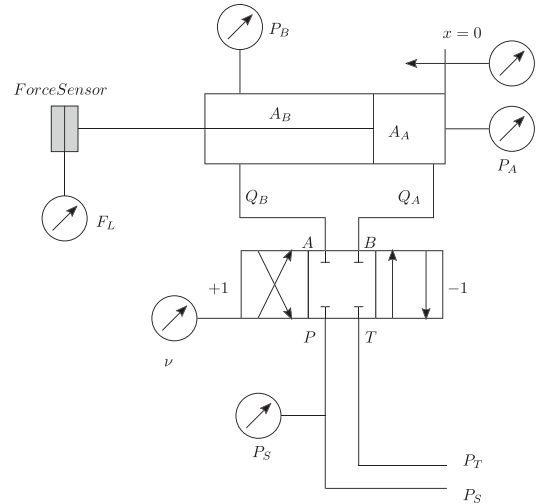 P_B
x = 0
ForceSensor
A_B
A_A
P_A
Q_B
Q_A
F_L
A
B
+1
−1
P
T
ν
P_S
P_T
P_S